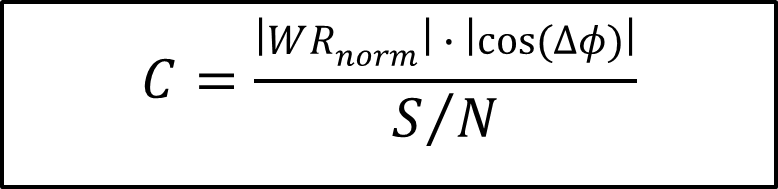 C = |WR_norm| · |cos(Δϕ)| / S/N